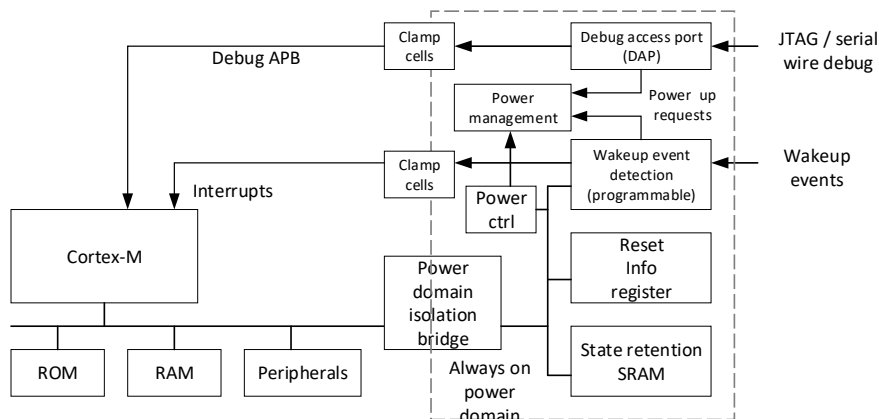 Clamp
cells
Debug access port
(DAP)
JTAG / serial
wire debug
Debug APB
Power
management
Power up
requests
Clamp
cells
Wakeup event
detection
(programmable)
Wakeup
events
Interrupts
Power
ctrl
Cortex-M
Power
domain
isolation
bridge
Reset
Info
register
ROM
RAM
Peripherals
State retention
SRAM
Always on
power
domain